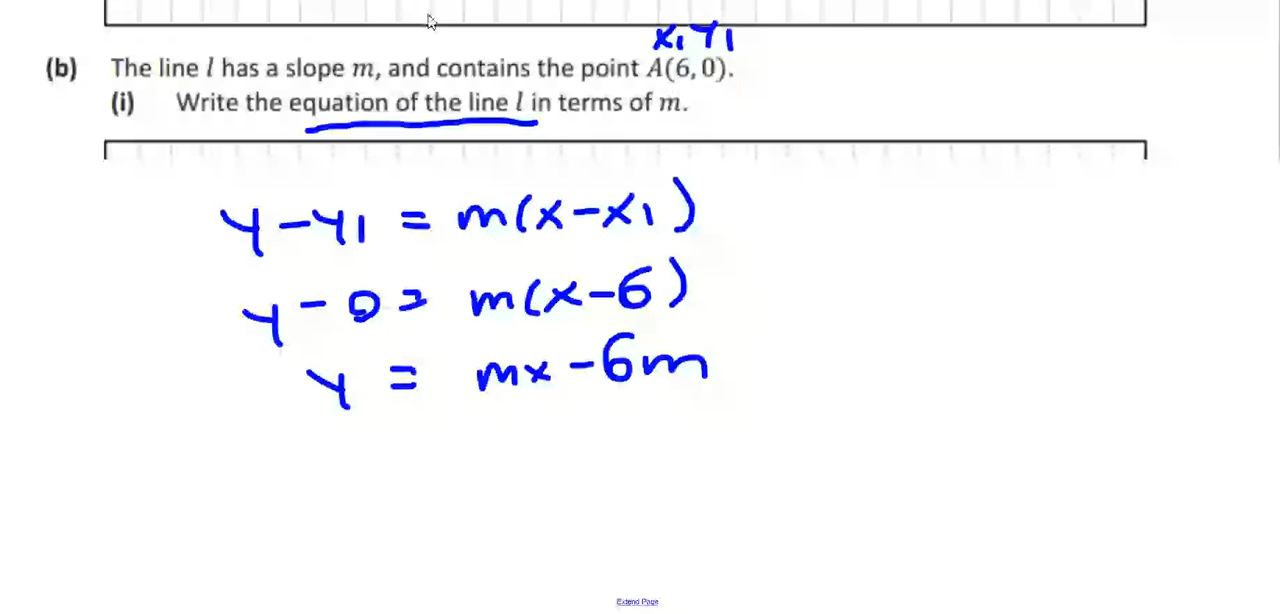 x₁ y₁
(b) The line l has a slope m, and contains the point A(6, 0).
(i) Write the equation of the line l in terms of m.
y - y₁ = m(x - x₁)
y - 0 = m(x - 6)
y = mx - 6m
Extend Page